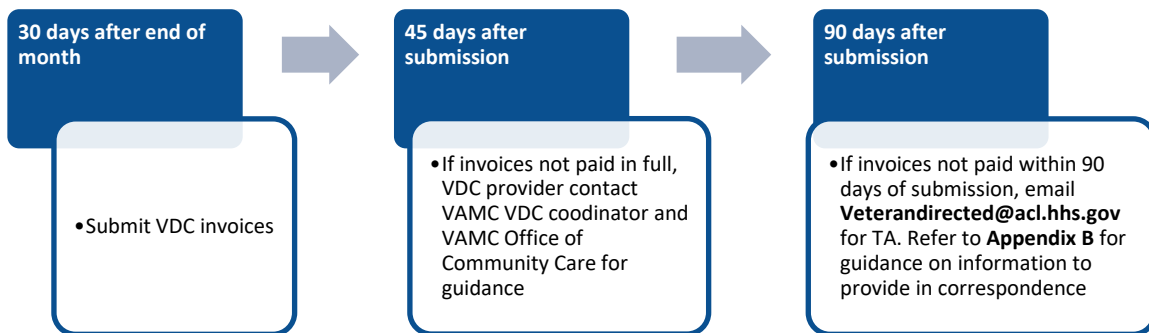 30 days after end of
month
•Submit VDC invoices
45 days after
submission
•If invoices not paid in full,
VDC provider contact
VAMC VDC coodinator and
VAMC Office of
Community Care for
guidance
90 days after
submission
•If invoices not paid within 90
days of submission, email
Veterandirected@acl.hhs.gov
for TA. Refer to Appendix B for
guidance on information to
provide in correspondence